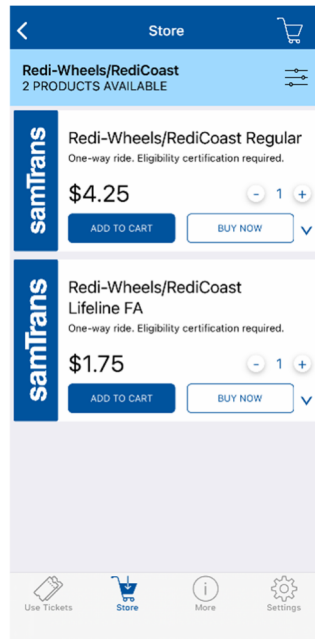 Store
Redi-Wheels/RediCoast
2 PRODUCTS AVAILABLE
samTrans
Redi-Wheels/RediCoast Regular
One-way ride. Eligibility certification required.
$4.25
- 1 +
ADD TO CART
BUY NOW
samTrans
Redi-Wheels/RediCoast
Lifeline FA
One-way ride. Eligibility certification required.
$1.75
- 1 +
ADD TO CART
BUY NOW
Use Tickets
Store
More
Settings